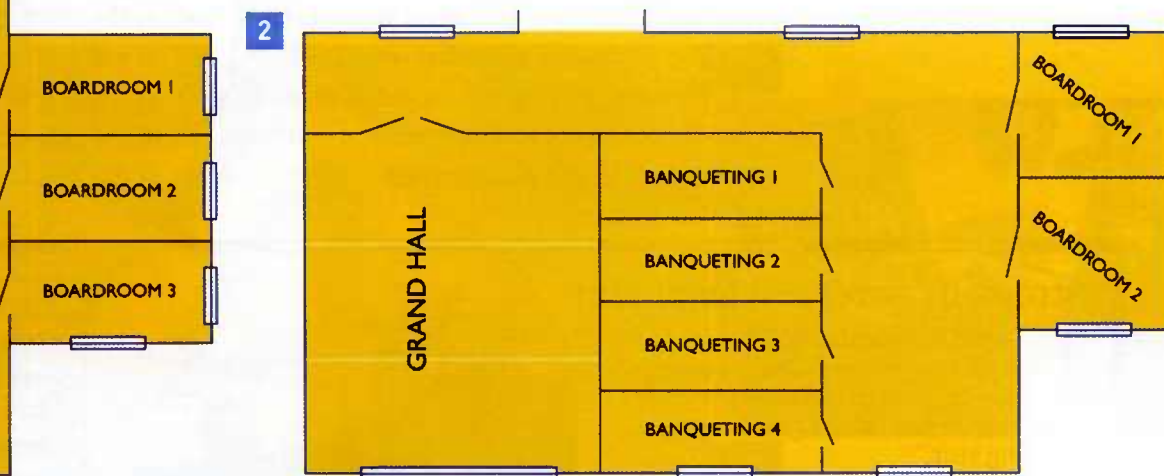 BOARDROOM 1
BOARDROOM 2
BOARDROOM 3
2
GRAND HALL
BANQUETING 1
BANQUETING 2
BANQUETING 3
BANQUETING 4
BOARDROOM 1
BOARDROOM 2